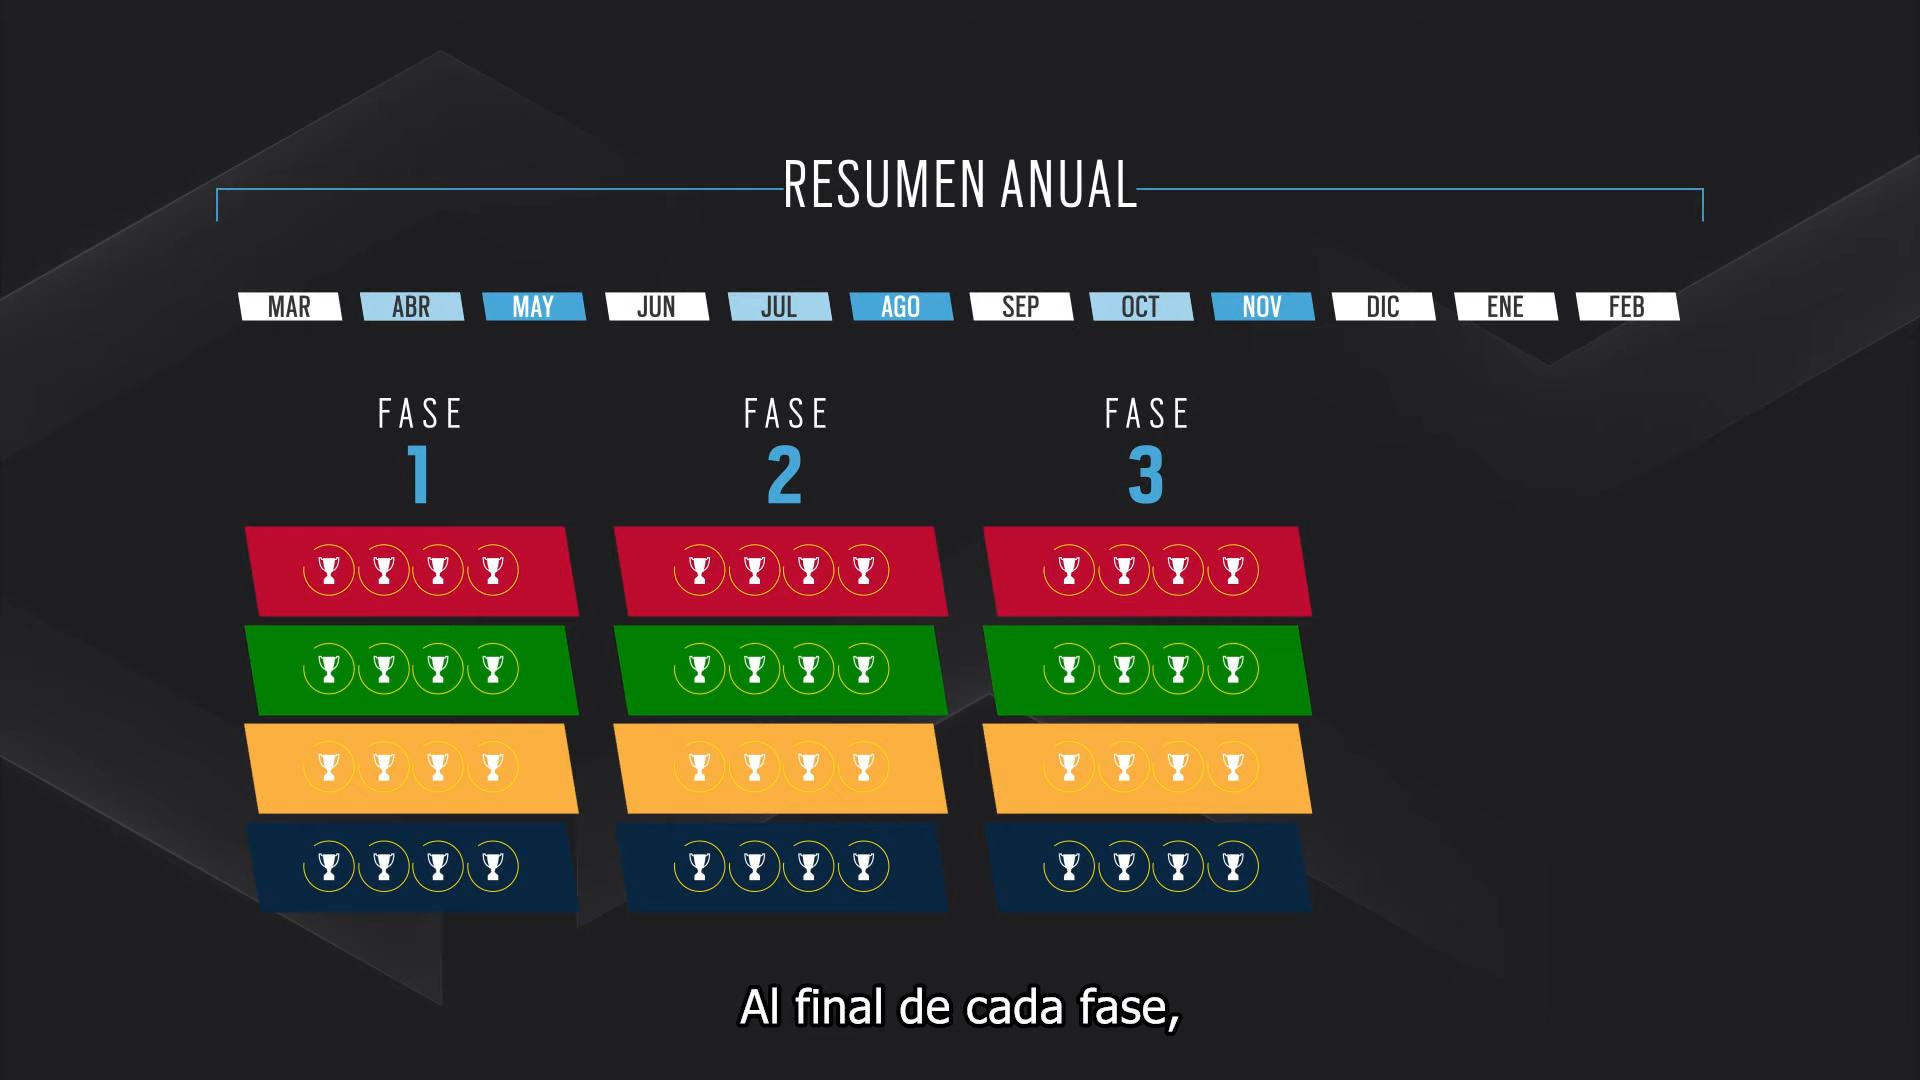 RESUMEN ANUAL
MAR ABR MAY JUN JUL AGO SEP OCT NOV DIC ENE FEB
FASE FASE FASE
1 2 3
Al final de cada fase,